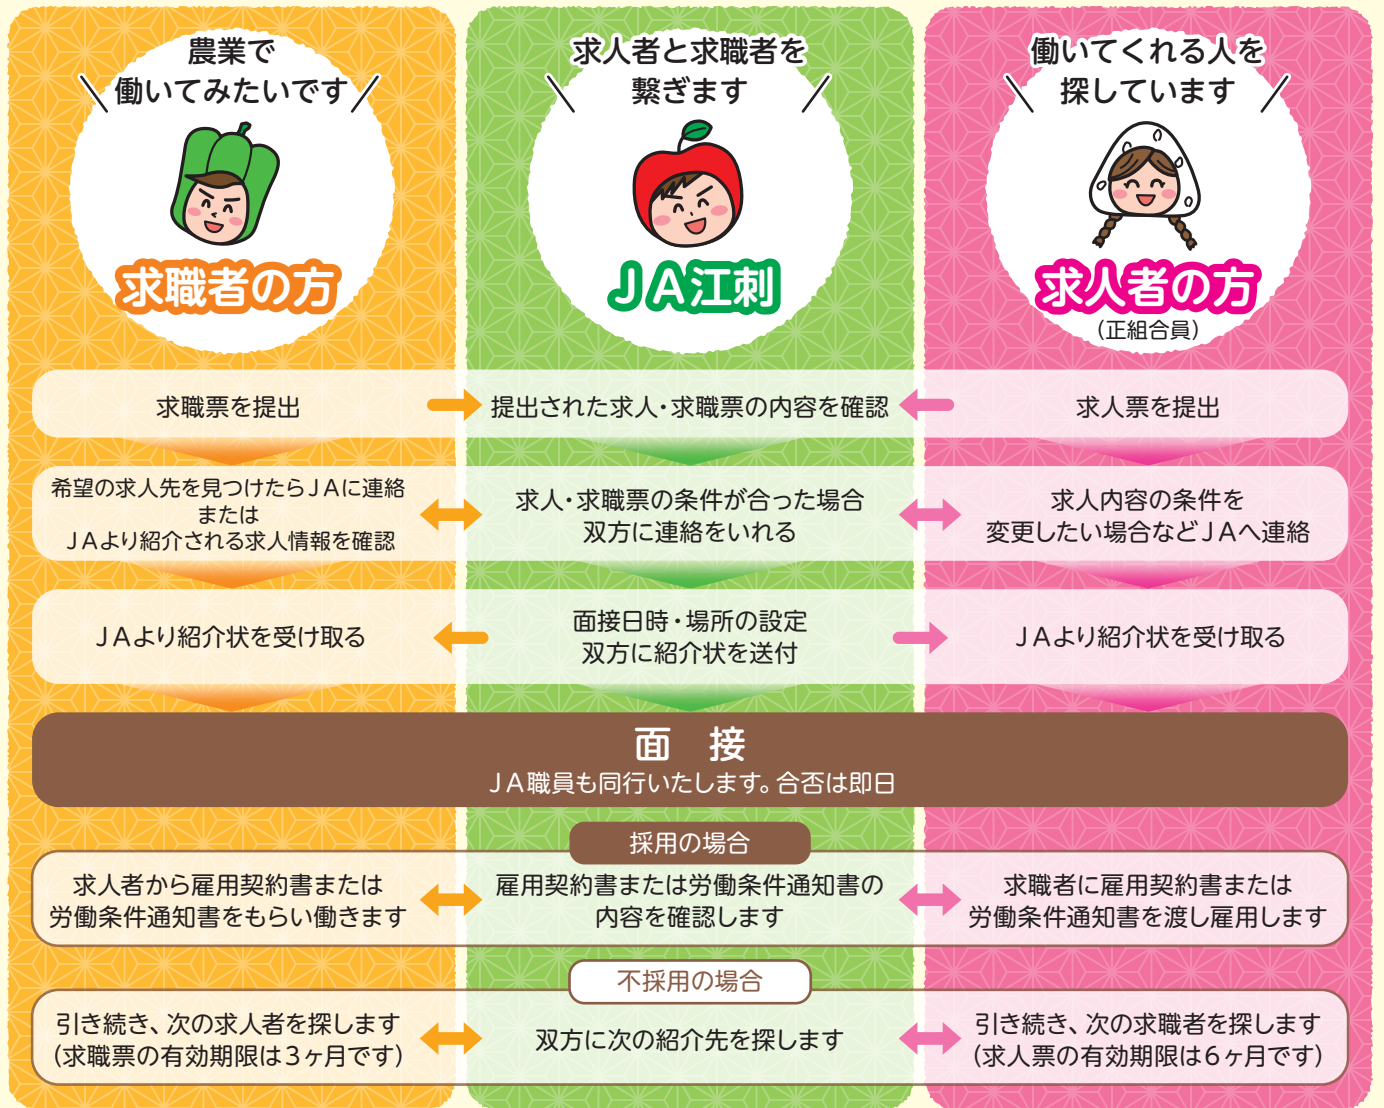 農業で
働いてみたいです
求職者の方
求人者と求職者を
繋ぎます
JA江刺
働いてくれる人を
探しています
求人者の方
(正組合員)
求職票を提出
提出された求人・求職票の内容を確認
求人票を提出
希望の求人先を見つけたらJAに連絡
または
JAより紹介される求人情報を確認
求人・求職票の条件が合った場合
双方に連絡をいれる
求人内容の条件を
変更したい場合などJAへ連絡
JAより紹介状を受け取る
面接日時・場所の設定
双方に紹介状を送付
JAより紹介状を受け取る
面 接
JA職員も同行いたします。合否は即日
採用の場合
求人者から雇用契約書または
労働条件通知書をもらい働きます
雇用契約書または労働条件通知書の
内容を確認します
求職者に雇用契約書または
労働条件通知書を渡し雇用します
不採用の場合
引き続き、次の求人者を探します
(求職票の有効期限は3ヶ月です)
双方に次の紹介先を探します
引き続き、次の求職者を探します
(求人票の有効期限は6ヶ月です)